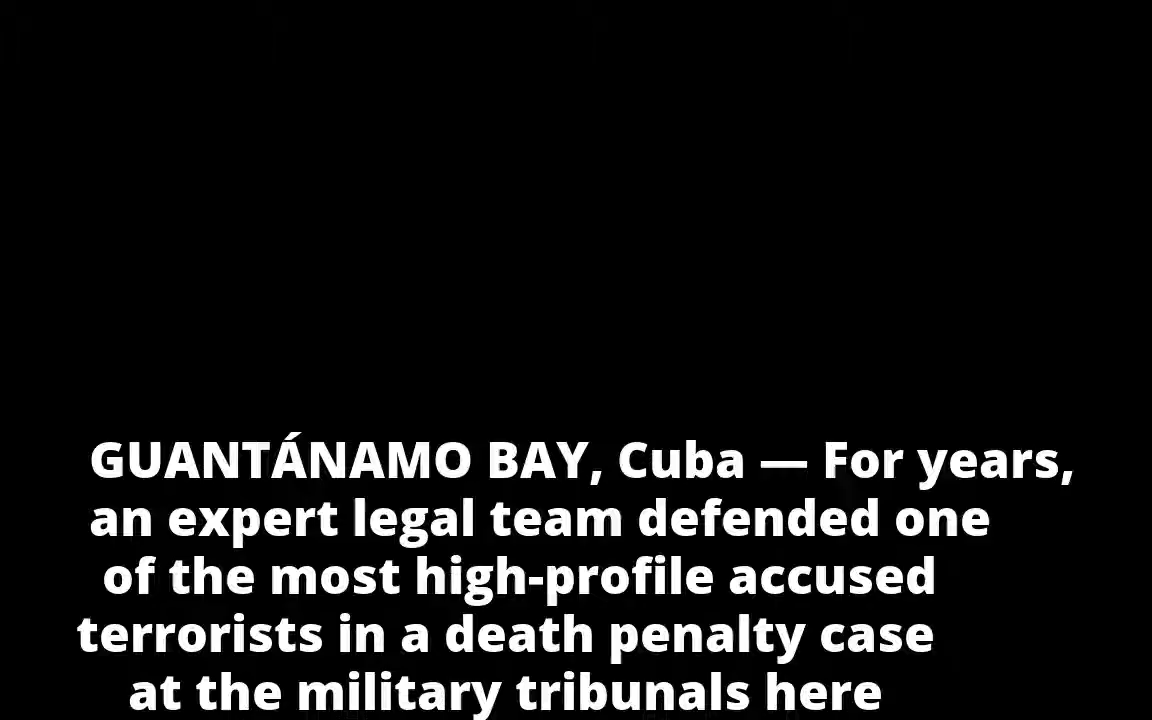 GUANTÁNAMO BAY, Cuba — For years,
an expert legal team defended one
of the most high-profile accused
terrorists in a death penalty case
at the military tribunals here